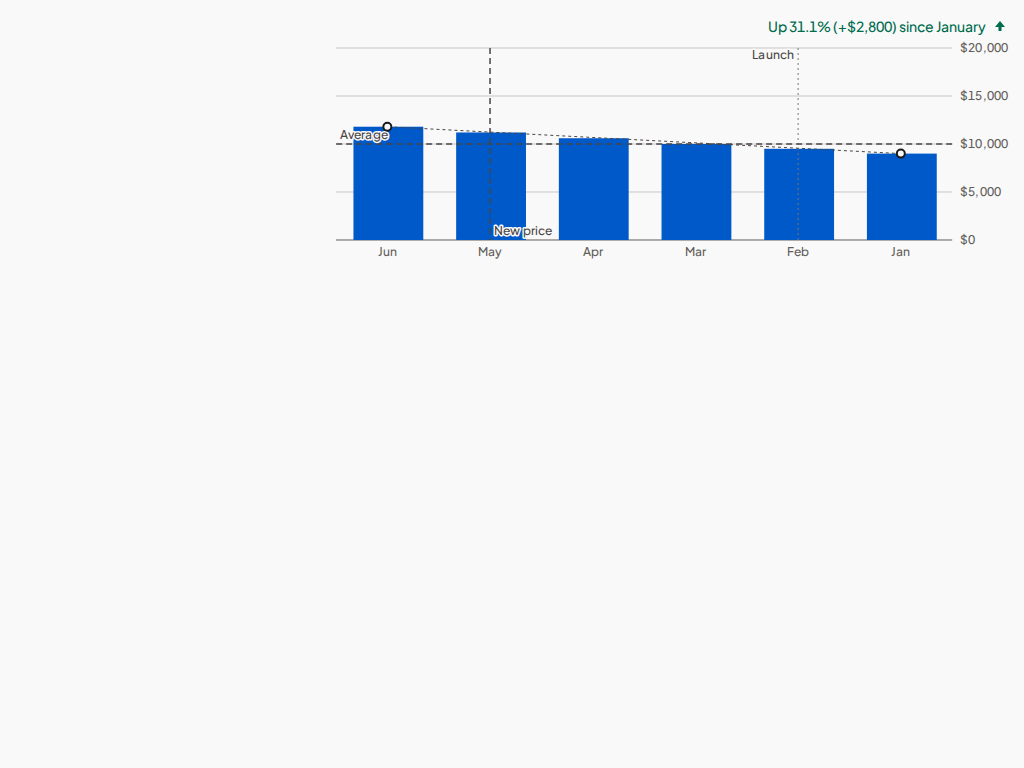 Up 31.1% (+$2,800) since January
Launch
$20,000
$15,000
Average
$10,000
$5,000
New price
$0
Jun
May
Apr
Mar
Feb
Jan